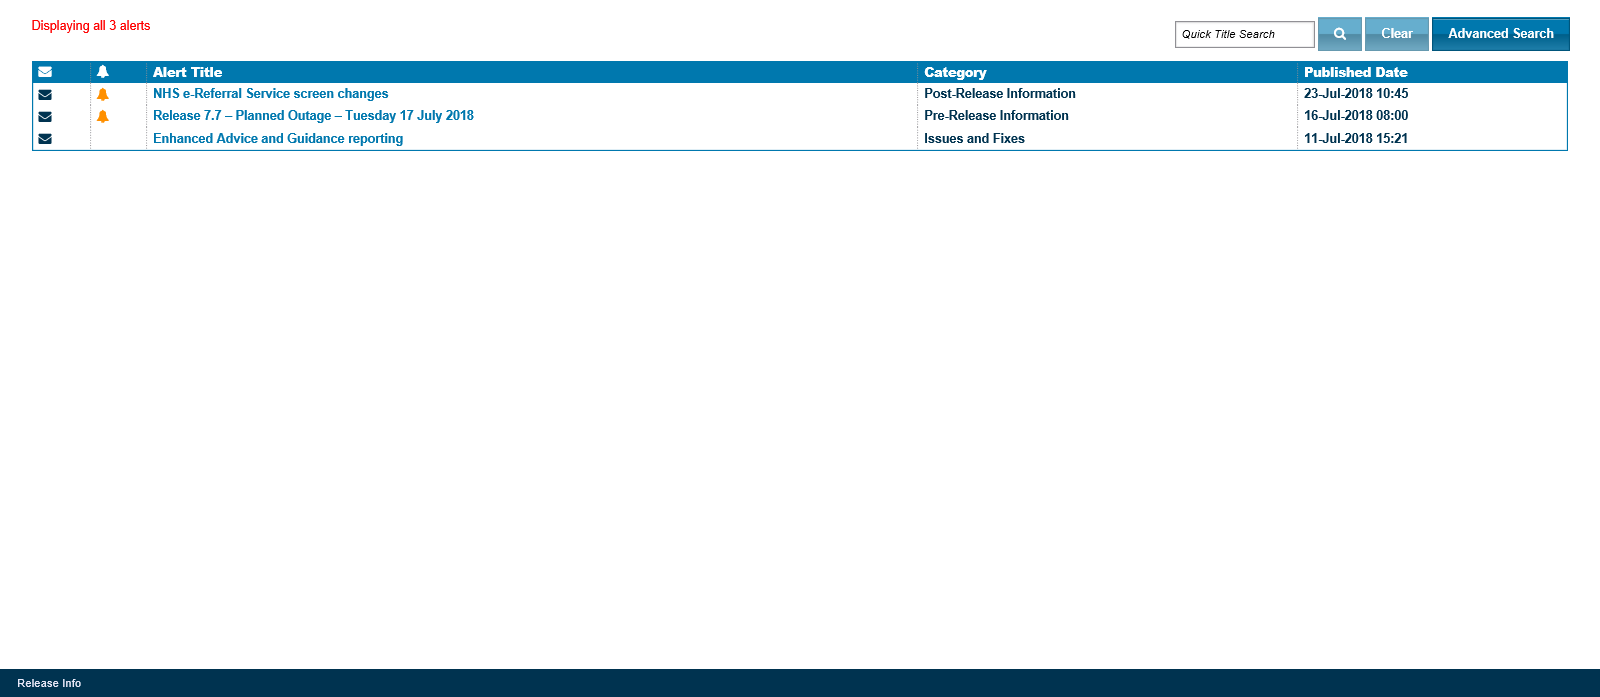 Displaying all 3 alerts
Quick Title Search
Clear
Advanced Search
Alert Title Category Published Date
NHS e-Referral Service screen changes Post-Release Information 23-Jul-2018 10:45
Release 7.7 – Planned Outage – Tuesday 17 July 2018 Pre-Release Information 16-Jul-2018 08:00
Enhanced Advice and Guidance reporting Issues and Fixes 11-Jul-2018 15:21
Release Info